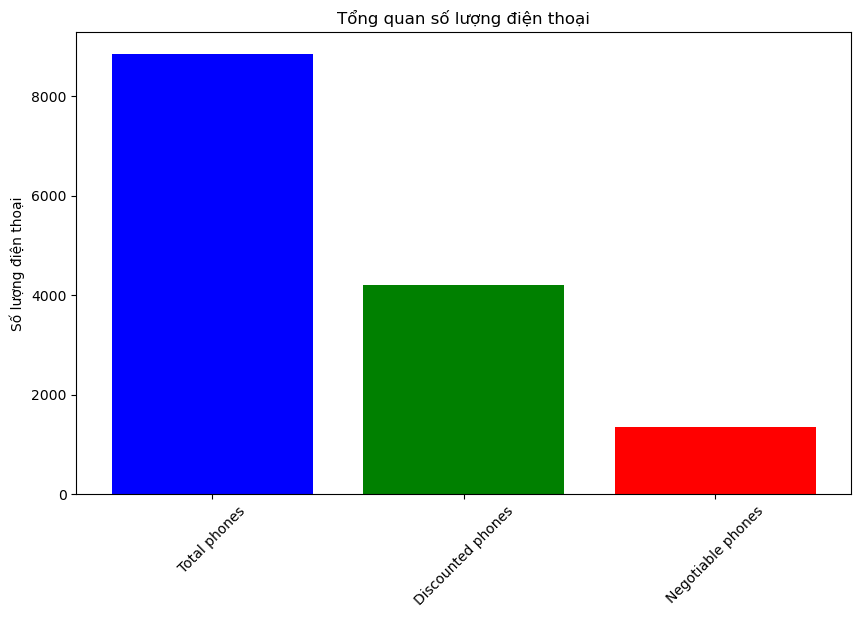 Tổng quan số lượng điện thoại
Số lượng điện thoại
8000
6000
4000
2000
0
Total phones
Discounted phones
Negotiable phones